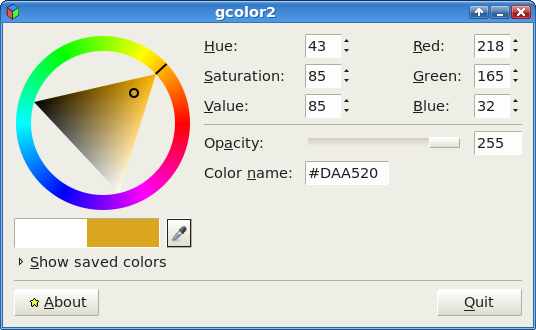 gcolor2
Hue: 43 Red: 218
Saturation: 85 Green: 165
Value: 85 Blue: 32
Opacity: 255
Color name: #DAA520
Show saved colors
About Quit